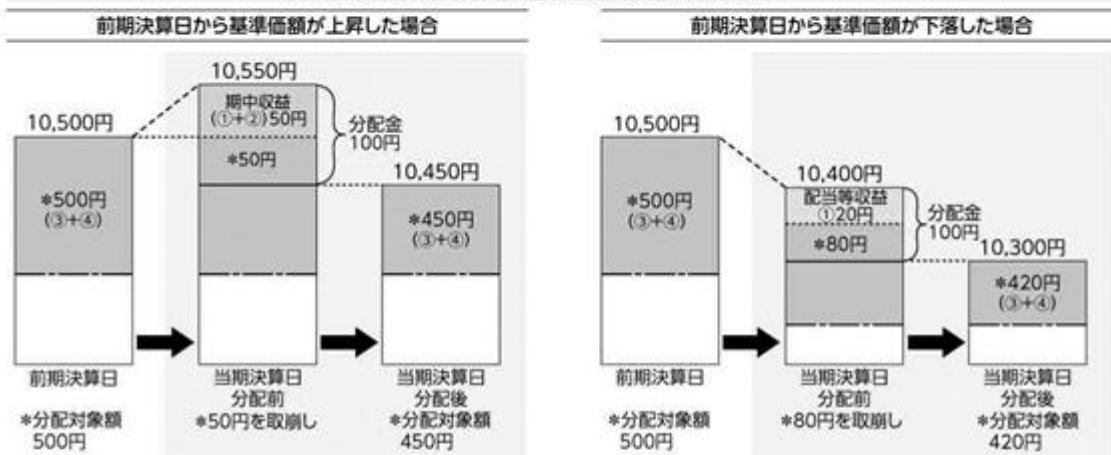 前期決算日から基準価額が上昇した場合
10,550円
期中収益
(①+②)50円
10,500円
分配金
100円
*50円
10,450円
*500円
(③+④)
*450円
(③+④)
前期決算日
当期決算日
分配前
当期決算日
分配後
*分配対象額
500円
*50円を取崩し
*分配対象額
450円
前期決算日から基準価額が下落した場合
10,500円
10,400円
配当等収益
①20円
分配金
100円
*500円
(③+④)
*80円
10,300円
*420円
(③+④)
前期決算日
当期決算日
分配前
当期決算日
分配後
*分配対象額
500円
*80円を取崩し
*分配対象額
420円